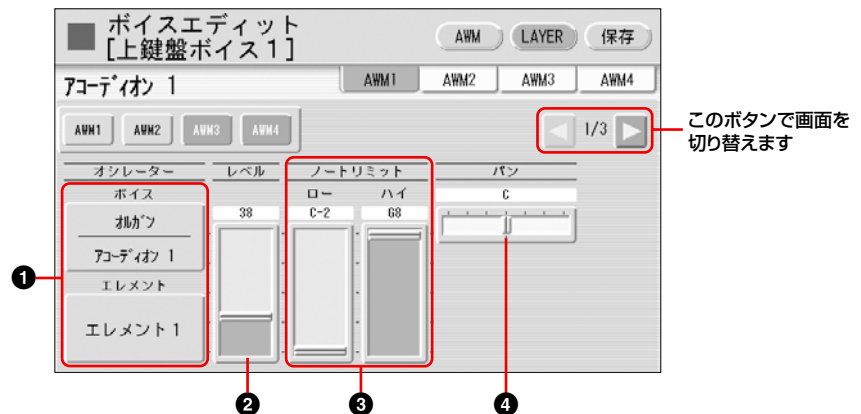 ボイスエディット
[上鍵盤ボイス1]
AWM
LAYER
保存
アコーディオン 1
AWM1
AWM2
AWM3
AWM4
AWM1
AWM2
AWM3
AWM4
1/3
このボタンで画面を
切り替えます
オシレーター
レベル
ノートリミット
パン
ボイス
ロー
ハイ
C
オルガン
38
C-2
G8
アコーディオン 1
エレメント
エレメント1
❶
❷
❸
❹